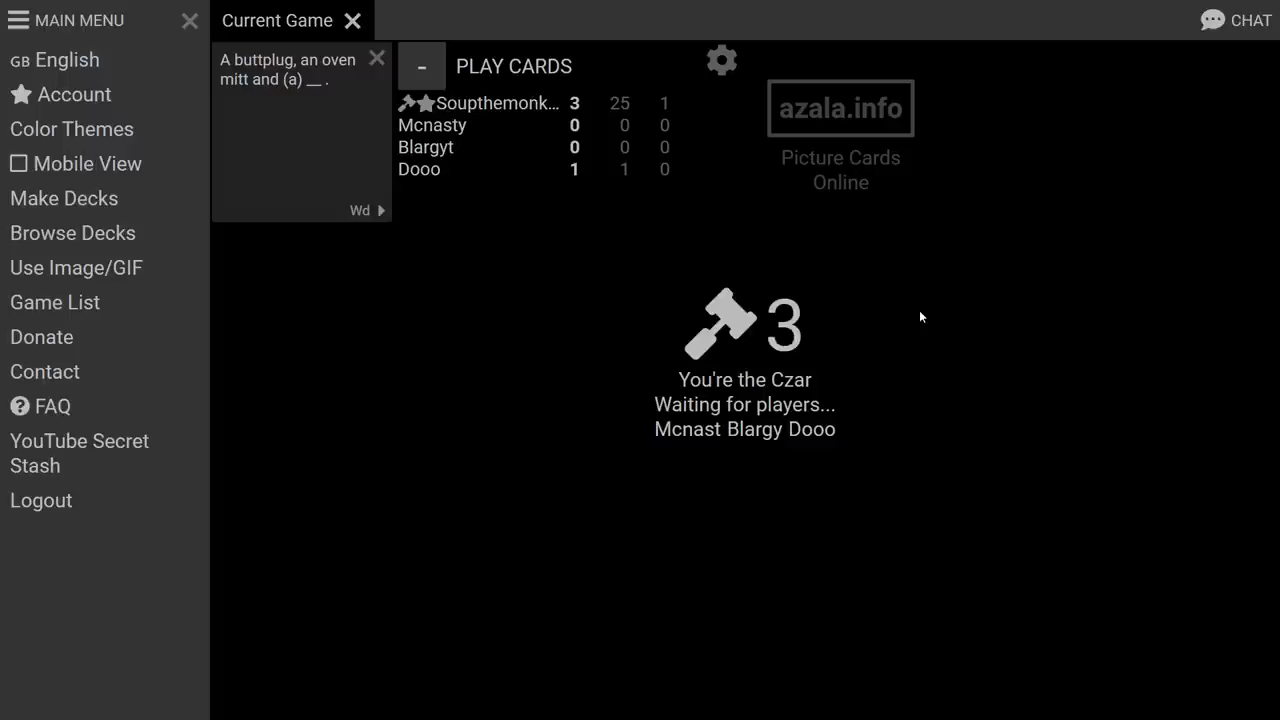 MAIN MENU
GB English
Account
Color Themes
Mobile View
Make Decks
Browse Decks
Use Image/GIF
Game List
Donate
Contact
FAQ
YouTube Secret
Stash
Logout
Current Game
CHAT
A buttplug, an oven
mitt and (a) __ .
Wd
- PLAY CARDS
Soupthemonk... 3 25 1
Mcnasty 0 0 0
Blargyt 0 0 0
Dooo 1 1 0
azala.info
Picture Cards
Online
3
You're the Czar
Waiting for players...
Mcnast Blargy Dooo